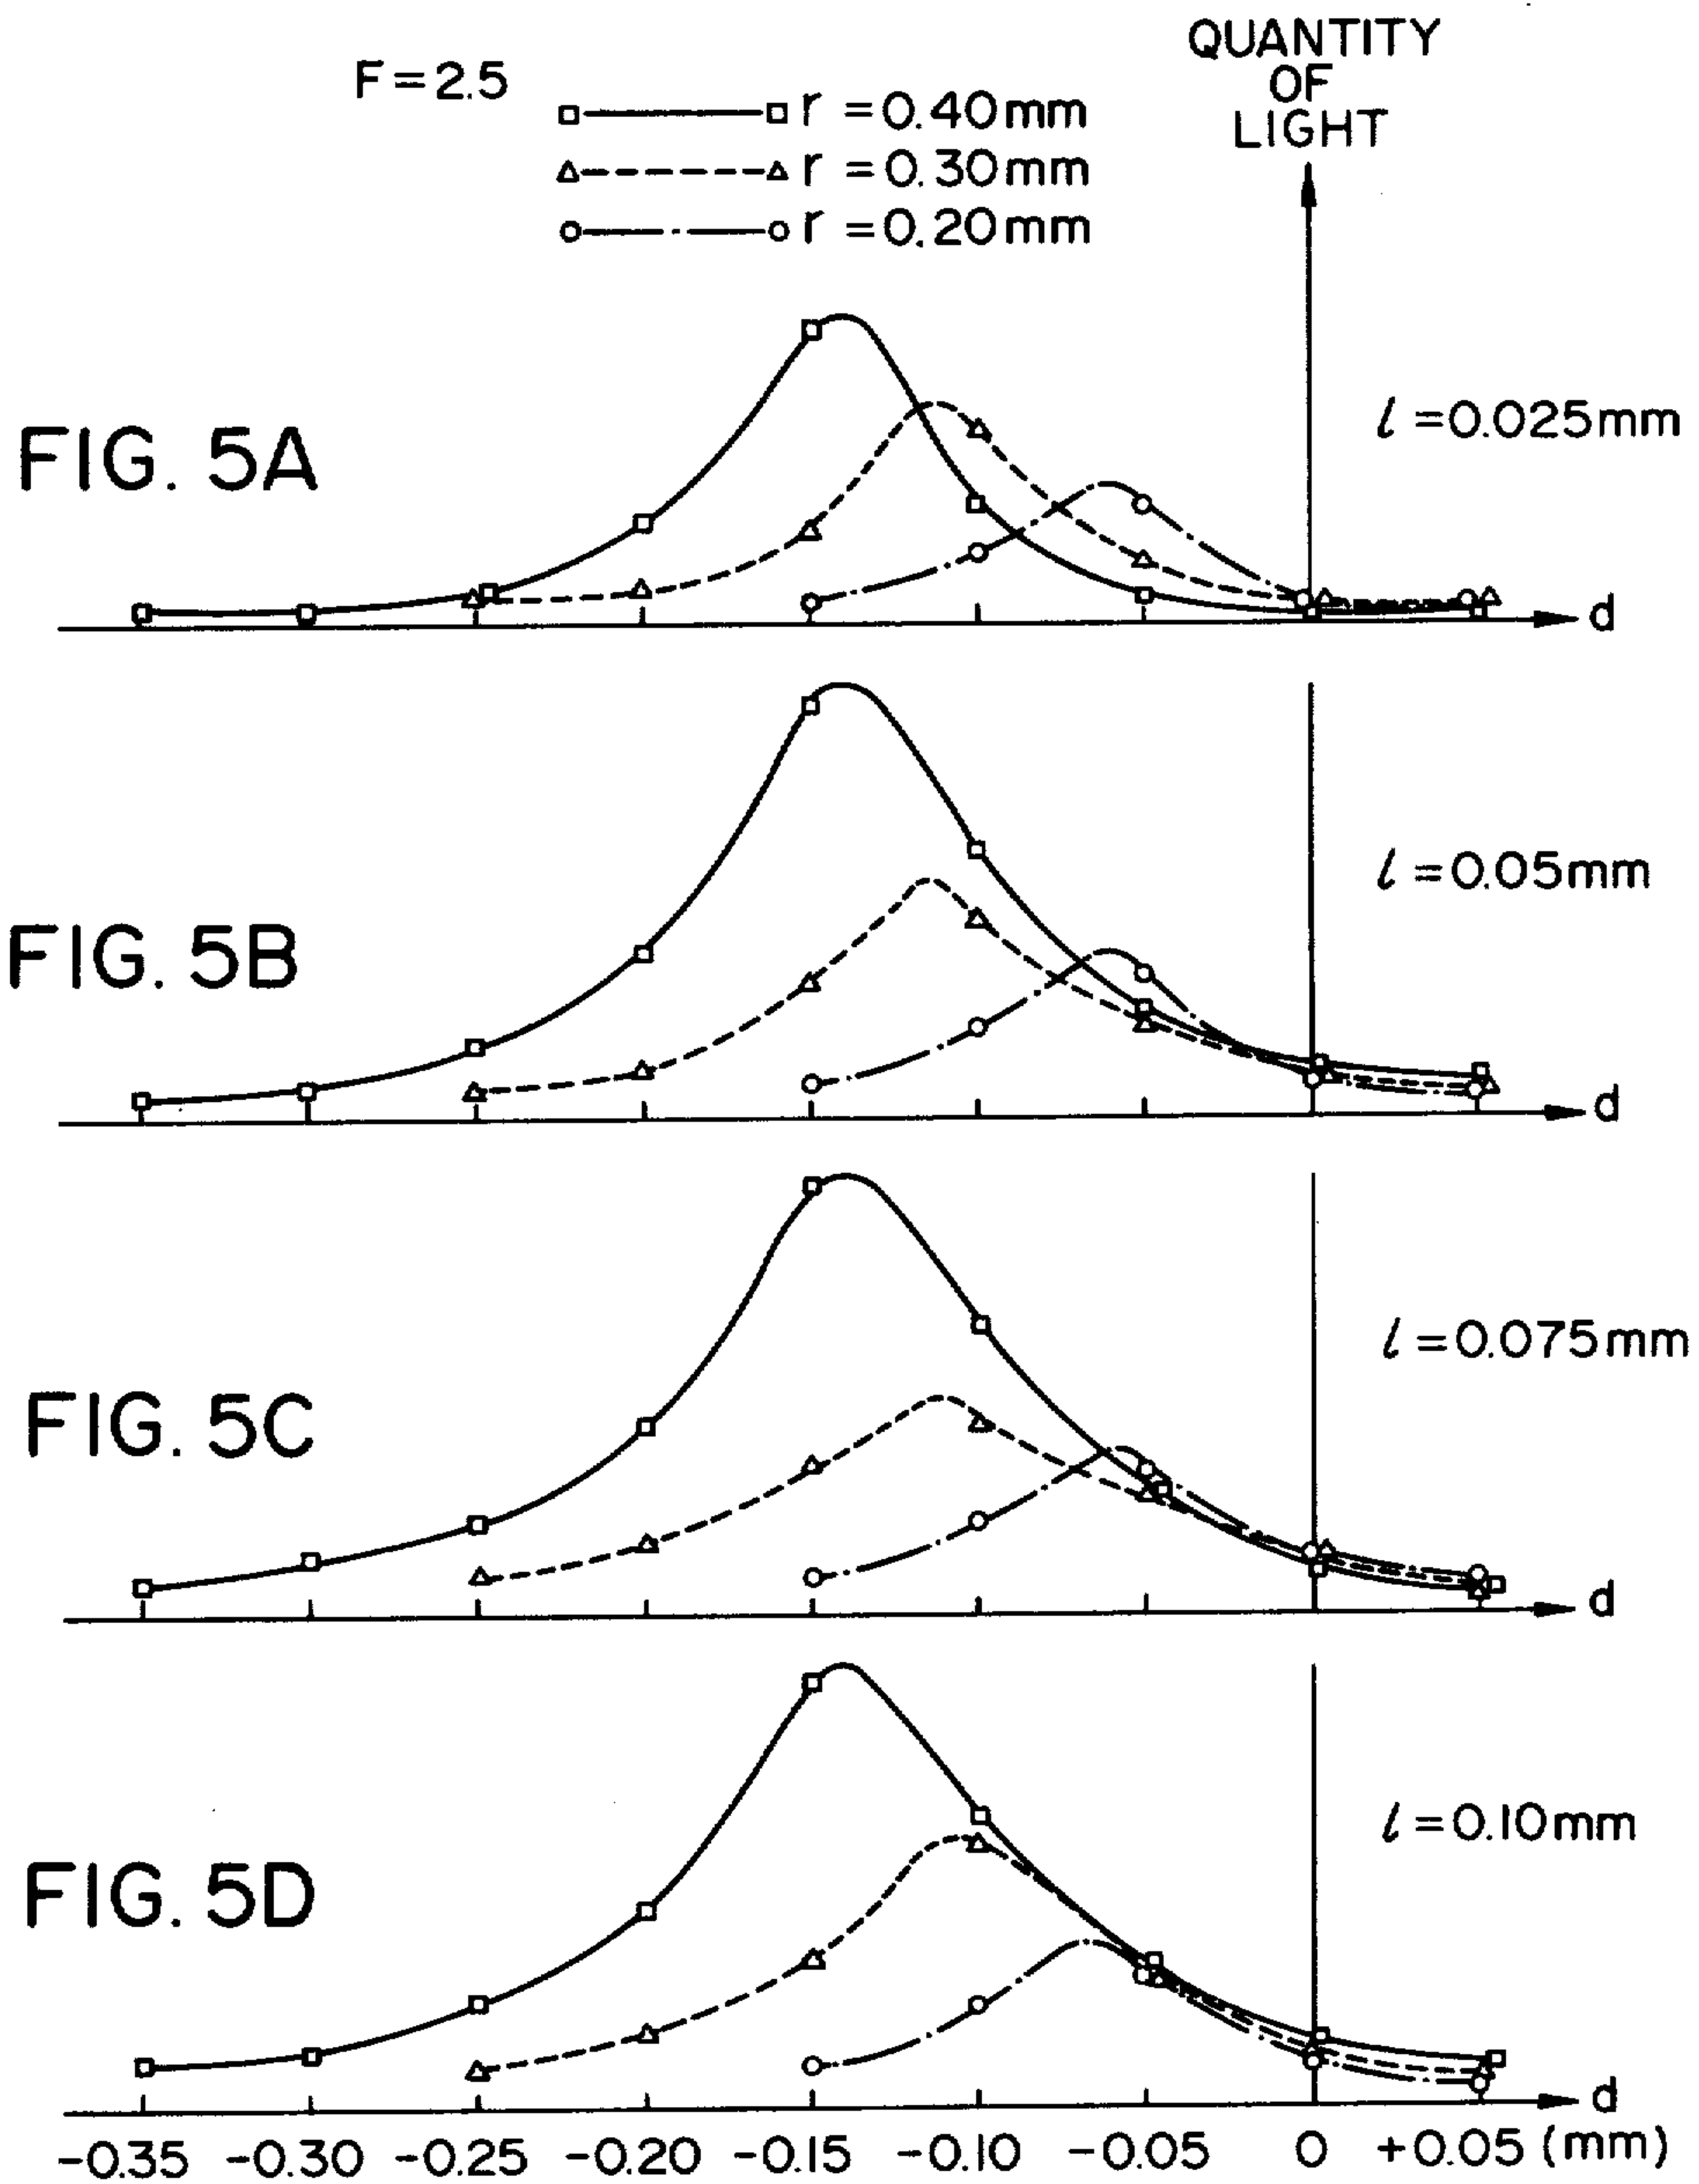 QUANTITY
OF
LIGHT
F=2.5
r =0.40mm
r =0.30mm
r =0.20mm
FIG. 5A
l =0.025mm
d
FIG. 5B
l =0.05mm
d
FIG. 5C
l =0.075mm
d
FIG. 5D
l =0.10mm
d
-0.35 -0.30 -0.25 -0.20 -0.15 -0.10 -0.05 0 +0.05 (mm)